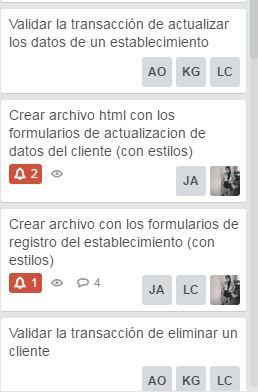 Validar la transacción de actualizar
los datos de un establecimiento
AO KG LC
Crear archivo html con los
formularios de actualizacion de
datos del cliente (con estilos)
2
JA
Crear archivo con los formularios de
registro del establecimiento (con
estilos)
1 4
JA LC
Validar la transacción de eliminar un
cliente
AO KG LC